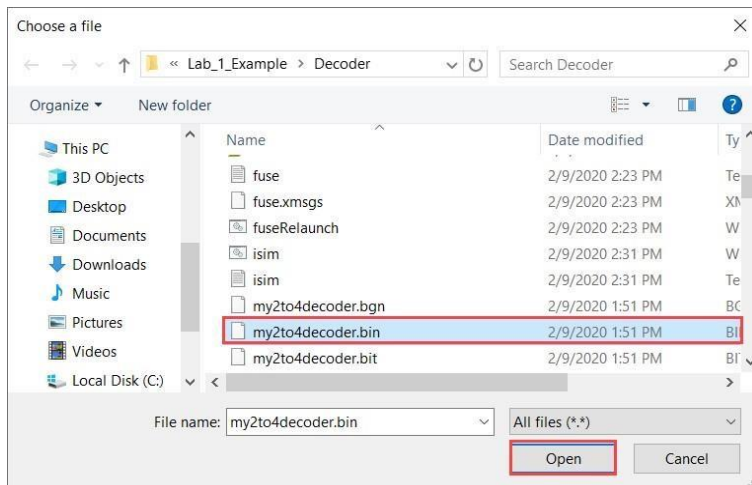 Choose a file
« Lab_1_Example > Decoder
Search Decoder
Organize
New folder
?
This PC
3D Objects
Desktop
Documents
Downloads
Music
Pictures
Videos
Local Disk (C:)
Name Date modified Ty
fuse 2/9/2020 2:23 PM Te
fuse.xmsgs 2/9/2020 2:23 PM XN
fuseRelaunch 2/9/2020 2:23 PM W
isim 2/9/2020 2:31 PM W
isim 2/9/2020 2:31 PM Te
my2to4decoder.bgn 2/9/2020 1:51 PM BG
my2to4decoder.bin 2/9/2020 1:51 PM BI
my2to4decoder.bit 2/9/2020 1:51 PM BI
File name: my2to4decoder.bin
All files (*.*)
Open
Cancel